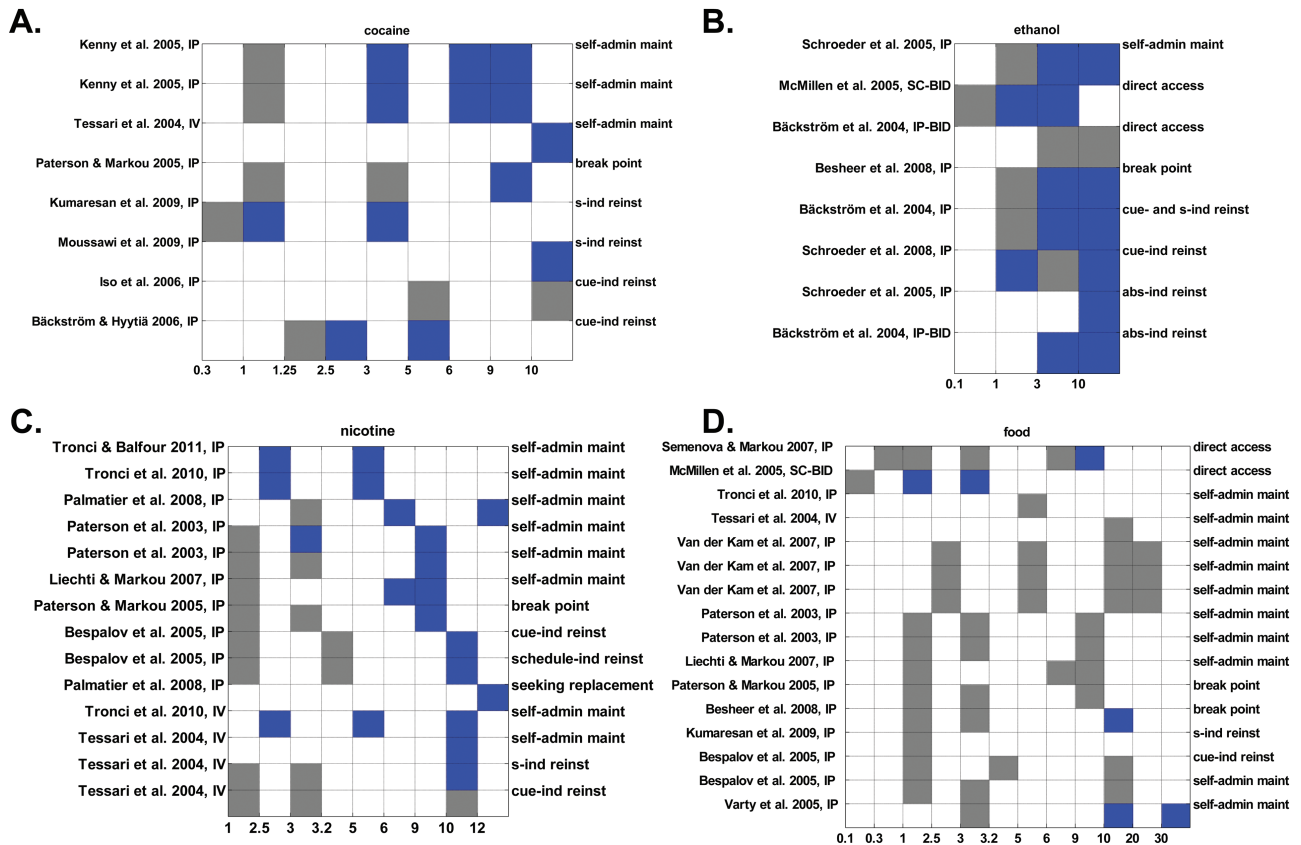 A.
cocaine
Kenny et al. 2005, IP self-admin maint
Kenny et al. 2005, IP self-admin maint
Tessari et al. 2004, IV self-admin maint
Paterson & Markou 2005, IP break point
Kumaresan et al. 2009, IP s-ind reinst
Moussawi et al. 2009, IP s-ind reinst
Iso et al. 2006, IP cue-ind reinst
Bäckström & Hyytiä 2006, IP cue-ind reinst
0.3 1 1.25 2.5 3 5 6 9 10
B.
ethanol
Schroeder et al. 2005, IP self-admin maint
McMillen et al. 2005, SC-BID direct access
Bäckström et al. 2004, IP-BID direct access
Besheer et al. 2008, IP break point
Bäckström et al. 2004, IP cue- and s-ind reinst
Schroeder et al. 2008, IP cue-ind reinst
Schroeder et al. 2005, IP abs-ind reinst
Bäckström et al. 2004, IP-BID abs-ind reinst
0.1 1 3 10
C.
nicotine
Tronci & Balfour 2011, IP self-admin maint
Tronci et al. 2010, IP self-admin maint
Palmatier et al. 2008, IP self-admin maint
Paterson et al. 2003, IP self-admin maint
Paterson et al. 2003, IP self-admin maint
Liechti & Markou 2007, IP self-admin maint
Paterson & Markou 2005, IP break point
Bespalov et al. 2005, IP cue-ind reinst
Bespalov et al. 2005, IP schedule-ind reinst
Palmatier et al. 2008, IP seeking replacement
Tronci et al. 2010, IV self-admin maint
Tessari et al. 2004, IV self-admin maint
Tessari et al. 2004, IV s-ind reinst
Tessari et al. 2004, IV cue-ind reinst
1 2.5 3 3.2 5 6 9 10 12
D.
food
Semenova & Markou 2007, IP direct access
McMillen et al. 2005, SC-BID direct access
Tronci et al. 2010, IP self-admin maint
Tessari et al. 2004, IV self-admin maint
Van der Kam et al. 2007, IP self-admin maint
Van der Kam et al. 2007, IP self-admin maint
Van der Kam et al. 2007, IP self-admin maint
Paterson et al. 2003, IP self-admin maint
Paterson et al. 2003, IP self-admin maint
Liechti & Markou 2007, IP self-admin maint
Paterson & Markou 2005, IP break point
Besheer et al. 2008, IP break point
Kumaresan et al. 2009, IP s-ind reinst
Bespalov et al. 2005, IP cue-ind reinst
Bespalov et al. 2005, IP self-admin maint
Varty et al. 2005, IP self-admin maint
0.1 0.3 1 2.5 3 3.2 5 6 9 10 20 30